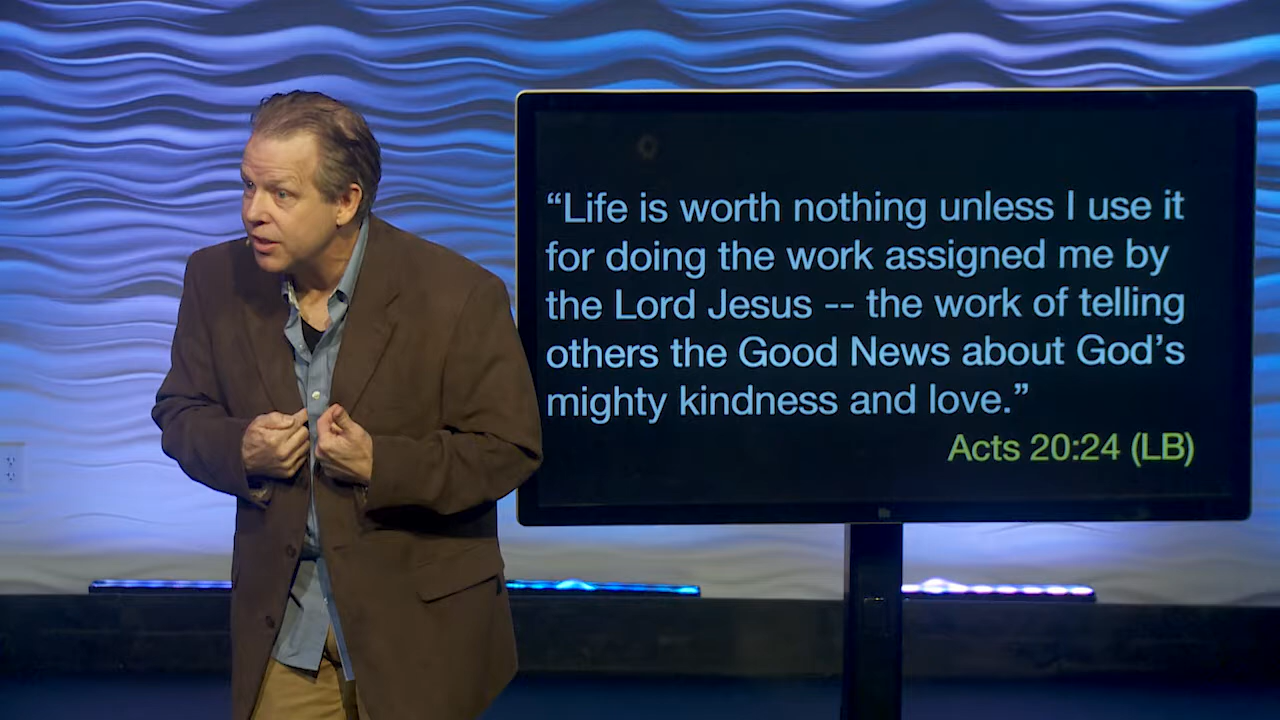 “Life is worth nothing unless I use it
for doing the work assigned me by
the Lord Jesus -- the work of telling
others the Good News about God’s
mighty kindness and love.”
Acts 20:24 (LB)